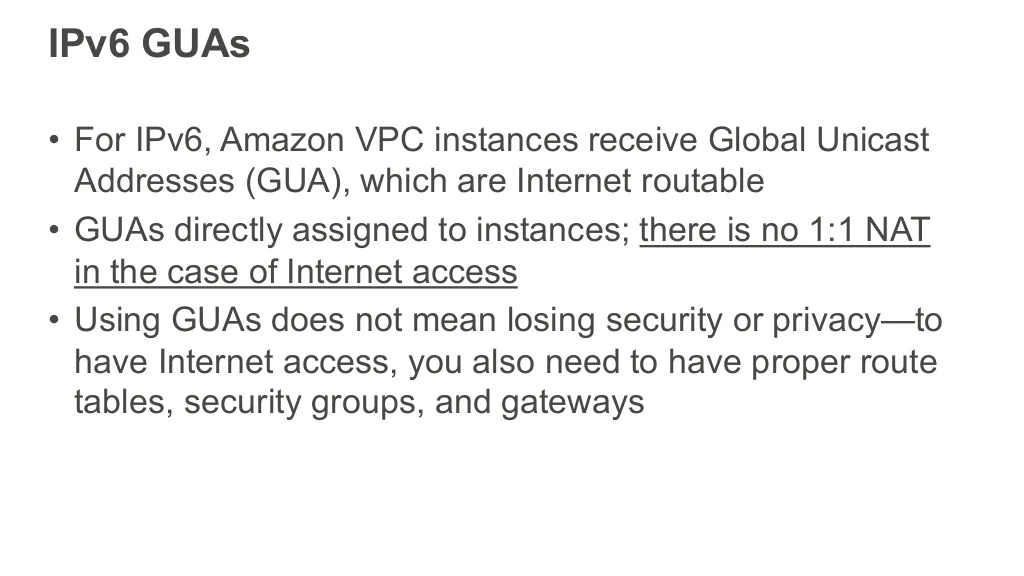 IPv6 GUAs
• For IPv6, Amazon VPC instances receive Global Unicast
Addresses (GUA), which are Internet routable
• GUAs directly assigned to instances; there is no 1:1 NAT
in the case of Internet access
• Using GUAs does not mean losing security or privacy—to
have Internet access, you also need to have proper route
tables, security groups, and gateways